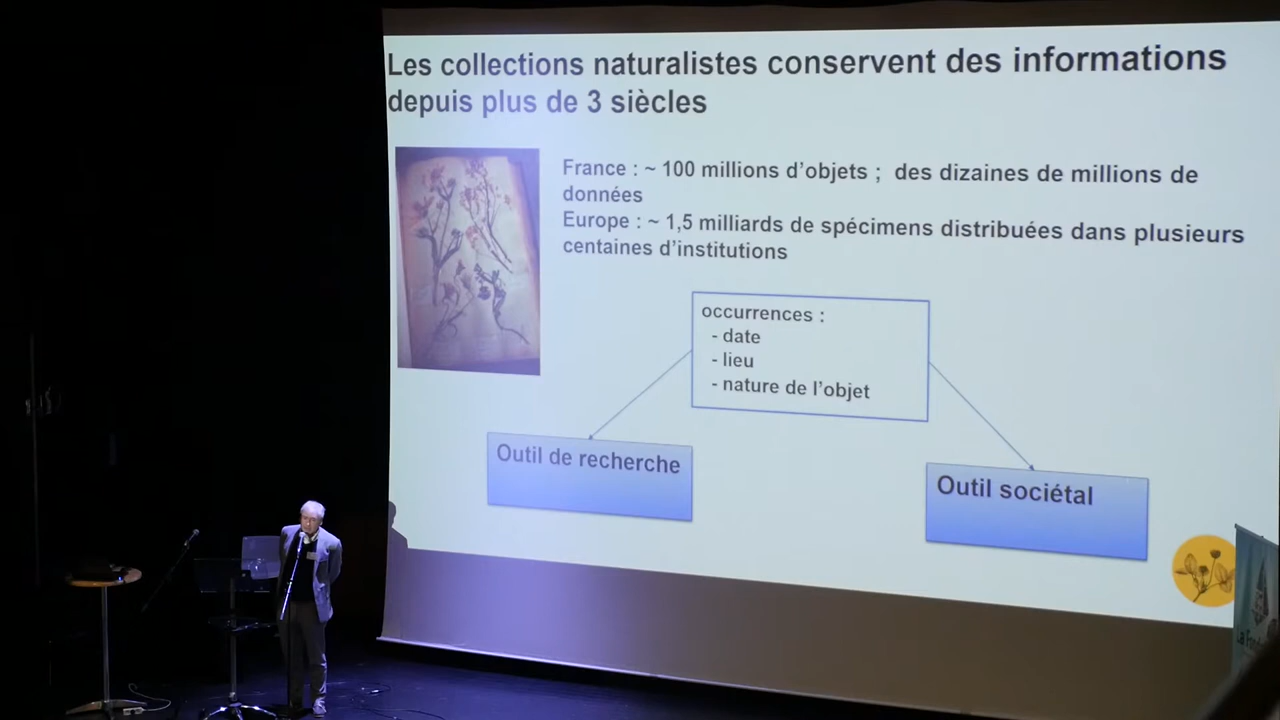 Les collections naturalistes conservent des informations
depuis plus de 3 siècles
France : ~ 100 millions d'objets ; des dizaines de millions de
données
Europe : ~ 1,5 milliards de spécimens distribuées dans plusieurs
centaines d'institutions
occurrences :
- date
- lieu
- nature de l'objet
Outil de recherche
Outil sociétal